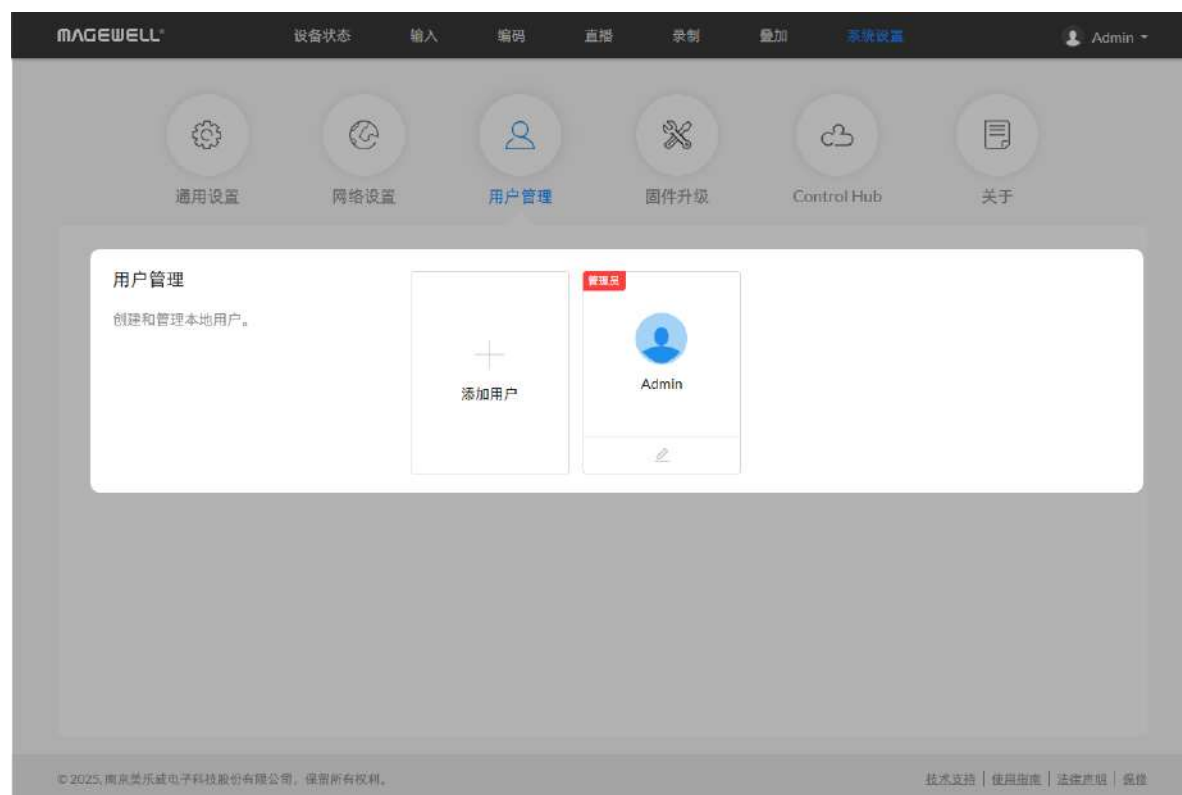 MAGEWELL®
设备状态 输入 编码 直播 录制 叠加 系统设置 Admin
通用设置 网络设置 用户管理 固件升级 Control Hub 关于
用户管理
创建和管理本地用户。
添加用户
管理员
Admin
© 2025, 南京美乐威电子科技股份有限公司。保留所有权利。
技术支持 | 使用指南 | 法律声明 | 保修